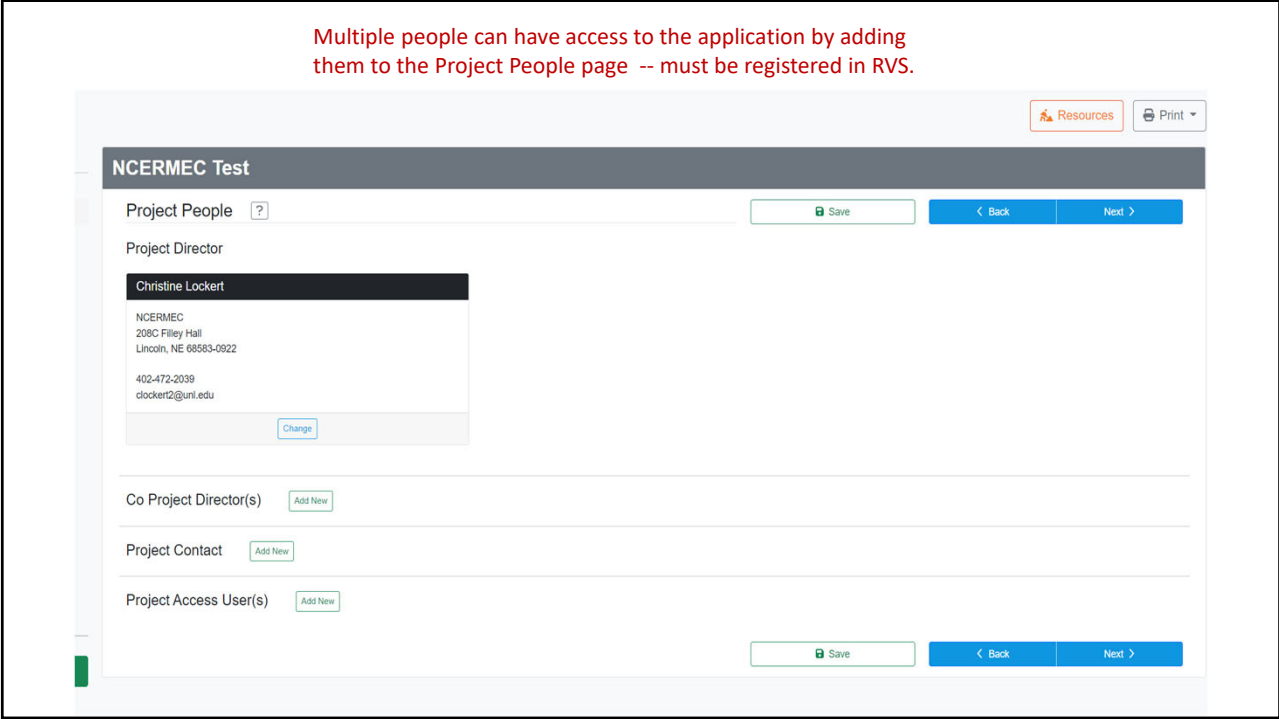 Multiple people can have access to the application by adding
them to the Project People page -- must be registered in RVS.
Resources
Print
NCERMEC Test
Project People ?
Save
Back
Next
Project Director
Christine Lockert
NCERMEC
208C Filley Hall
Lincoln, NE 68583-0922
402-472-2039
clockert2@unl.edu
Change
Co Project Director(s) Add New
Project Contact Add New
Project Access User(s) Add New
Save
Back
Next